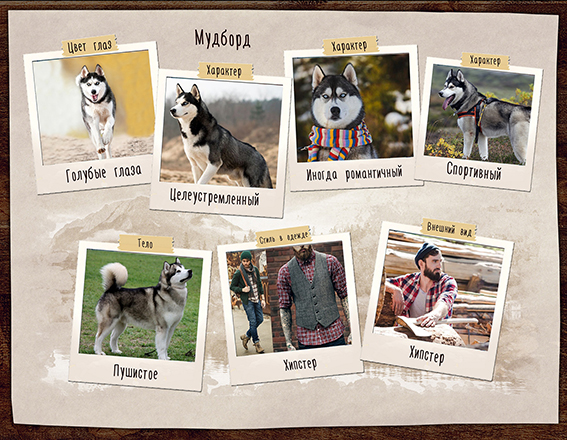 Мудборд
Цвет глаз
Голубые глаза
Характер
Целеустремленный
Характер
Иногда романтичный
Характер
Спортивный
Тело
Пушистое
Стиль в одежде
Хипстер
Внешний вид
Хипстер